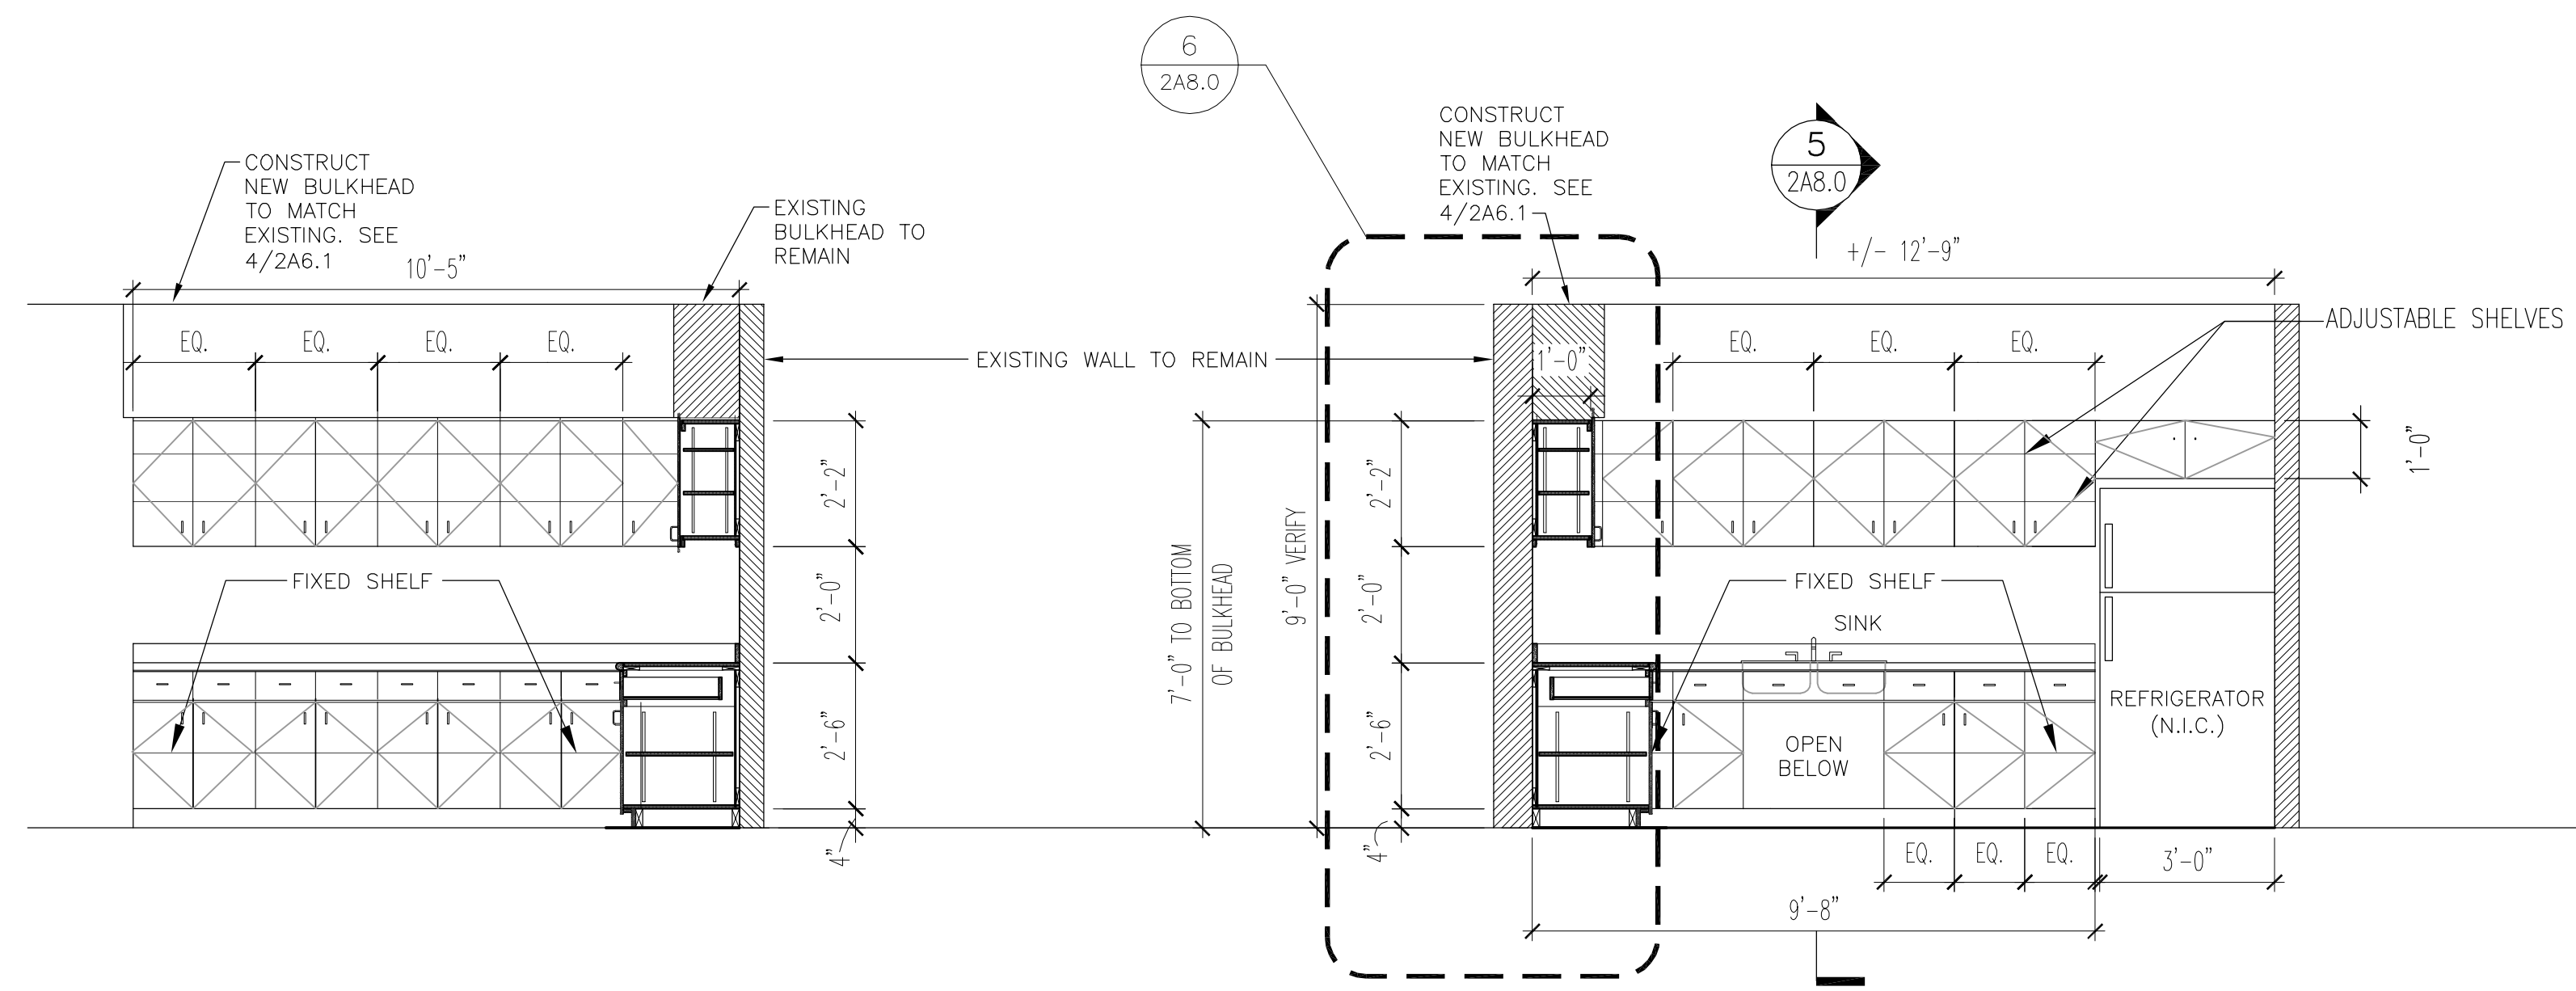 6
2A8.0
CONSTRUCT
NEW BULKHEAD
TO MATCH
EXISTING. SEE
4/2A6.1
5
2A8.0
CONSTRUCT
NEW BULKHEAD
TO MATCH
EXISTING. SEE
4/2A6.1
EXISTING
BULKHEAD TO
REMAIN
10'-5"
+/- 12'-9"
EQ. EQ. EQ. EQ.
EXISTING WALL TO REMAIN
1'-0"
EQ. EQ. EQ.
ADJUSTABLE SHELVES
2'-2"
2'-2"
1'-0"
FIXED SHELF
2'-0"
7'-0" TO BOTTOM
OF BULKHEAD
9'-0" VERIFY
2'-0"
FIXED SHELF
SINK
2'-6"
2'-6"
OPEN
BELOW
REFRIGERATOR
(N.I.C.)
4"
4"
EQ. EQ. EQ.
3'-0"
9'-8"